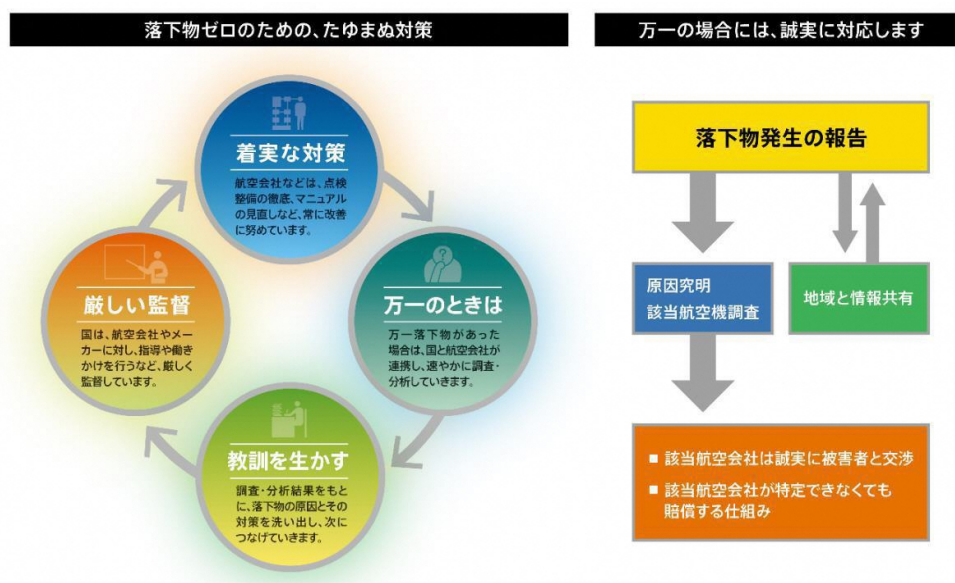 落下物ゼロのための、たゆまぬ対策
着実な対策
航空会社などは、点検
整備の徹底、マニュアル
の見直しなど、常に改善
に努めています。
万一のときは
万一落下物があった
場合は、国と航空会社が
連携し、速やかに調査・
分析していきます。
教訓を生かす
調査・分析結果をもと
に、落下物の原因とその
対策を洗い出し、次に
つなげていきます。
厳しい監督
国は、航空会社やメー
カーに対し、指導や働き
かけを行うなど、厳しく
監督しています。
万一の場合には、誠実に対応します
落下物発生の報告
原因究明
該当航空機調査
地域と情報共有
■ 該当航空会社は誠実に被害者と交渉
■ 該当航空会社が特定できなくても
賠償する仕組み